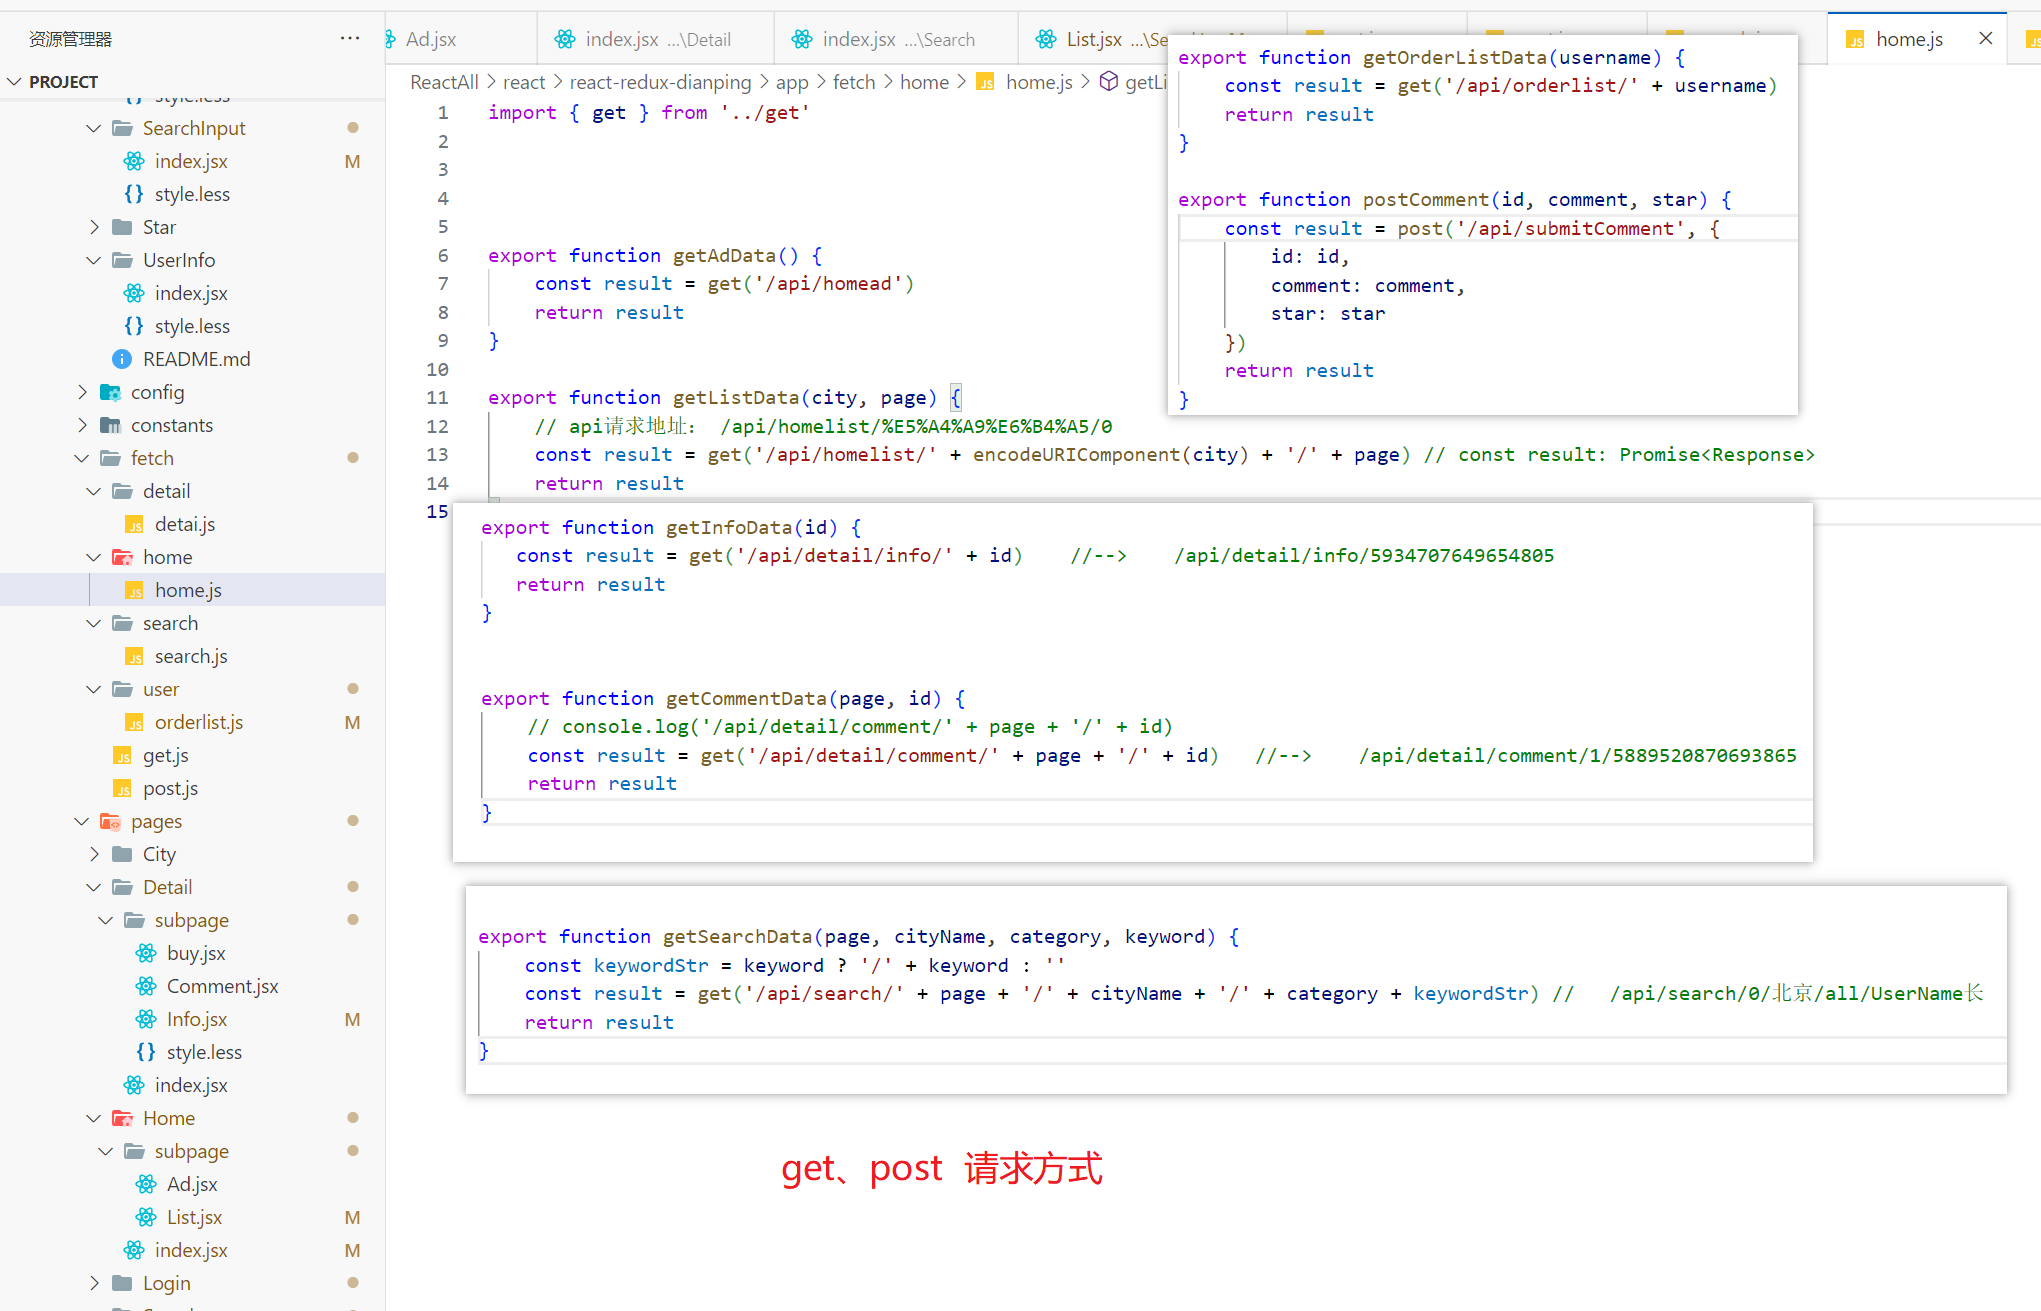 资源管理器
PROJECT
style.less
SearchInput
index.jsx M
style.less
Star
UserInfo
index.jsx
style.less
README.md
config
constants
fetch
detail
detai.js
home
home.js
search
search.js
user
orderlist.js M
get.js
post.js
pages
City
Detail
subpage
buy.jsx
Comment.jsx
Info.jsx M
style.less
index.jsx
Home
subpage
Ad.jsx
List.jsx M
index.jsx M
Login
Ad.jsx
index.jsx ...\Detail
index.jsx ...\Search
List.jsx
home.js
ReactAll > react > react-redux-dianping > app > fetch > home > home.js > getLi
1 import { get } from '../get'
2
3
4
5
6 export function getAdData() {
7 const result = get('/api/homead')
8 return result
9 }
10
11 export function getListData(city, page) {
12 // api请求地址： /api/homelist/%E5%A4%A9%E6%B4%A5/0
13 const result = get('/api/homelist/' + encodeURIComponent(city) + '/' + page) // const result: Promise<Response>
14 return result
15
export function getOrderListData(username) {
const result = get('/api/orderlist/' + username)
return result
}
export function postComment(id, comment, star) {
const result = post('/api/submitComment', {
id: id,
comment: comment,
star: star
})
return result
}
export function getInfoData(id) {
const result = get('/api/detail/info/' + id) //--> /api/detail/info/5934707649654805
return result
}
export function getCommentData(page, id) {
// console.log('/api/detail/comment/' + page + '/' + id)
const result = get('/api/detail/comment/' + page + '/' + id) //--> /api/detail/comment/1/5889520870693865
return result
}
export function getSearchData(page, cityName, category, keyword) {
const keywordStr = keyword ? '/' + keyword : ''
const result = get('/api/search/' + page + '/' + cityName + '/' + category + keywordStr) // /api/search/0/北京/all/UserName长
return result
}
get、post 请求方式